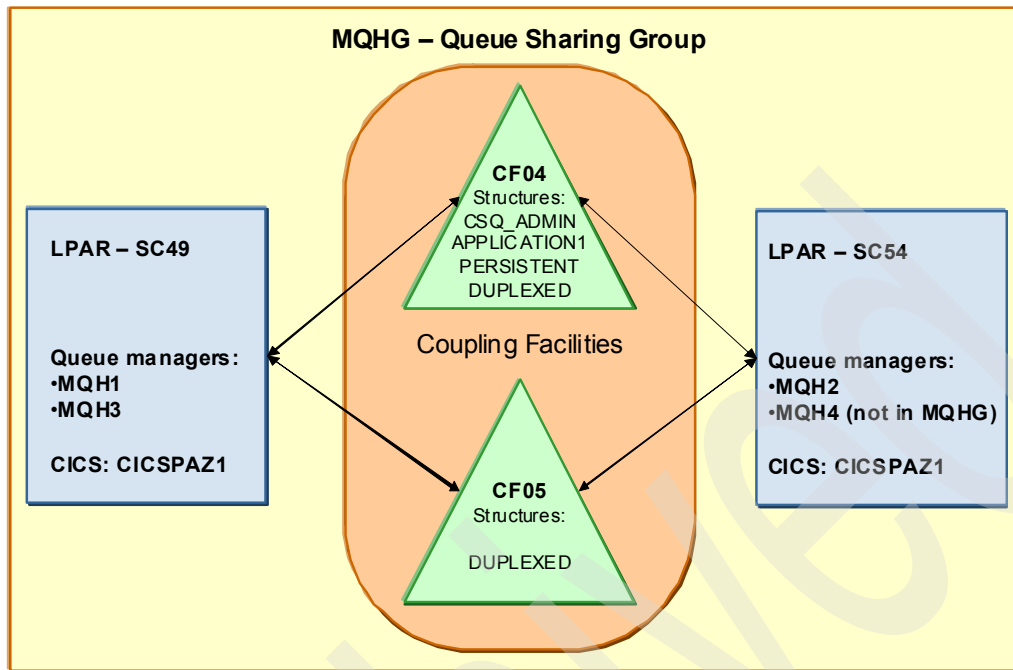 MQHG – Queue Sharing Group
CF04
Structures:
CSQ_ADMIN
APPLICATION1
PERSISTENT
DUPLEXED
LPAR – SC49
Queue managers:
•MQH1
•MQH3
CICS: CICSPAZ1
Coupling Facilities
LPAR – SC54
Queue managers:
•MQH2
•MQH4 (not in MQHG)
CICS: CICSPAZ1
CF05
Structures:
DUPLEXED